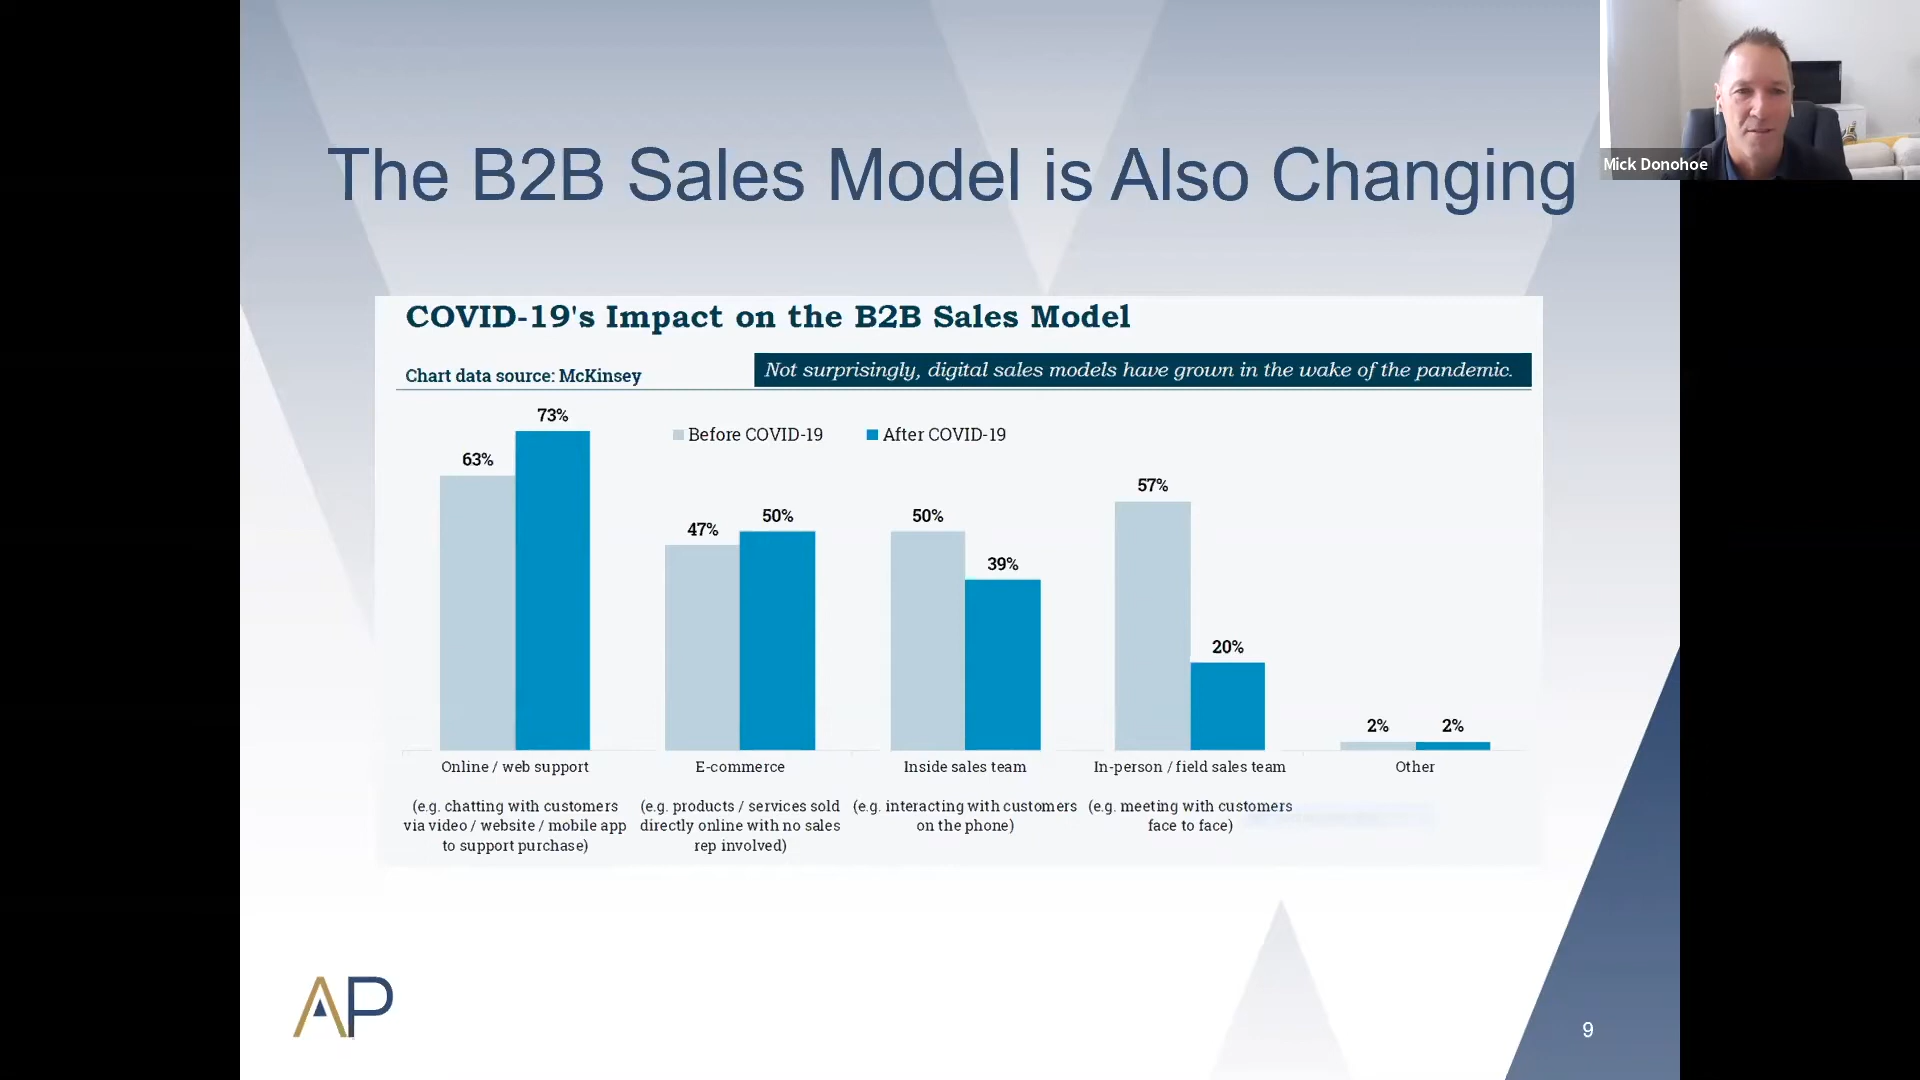 The B2B Sales Model is Also Changing
Mick Donohoe
COVID-19's Impact on the B2B Sales Model
Chart data source: McKinsey
Not surprisingly, digital sales models have grown in the wake of the pandemic.
Before COVID-19
After COVID-19
63%
73%
47%
50%
50%
39%
57%
20%
2%
2%
Online / web support
(e.g. chatting with customers
via video / website / mobile app
to support purchase)
E-commerce
(e.g. products / services sold
directly online with no sales
rep involved)
Inside sales team
(e.g. interacting with customers
on the phone)
In-person / field sales team
(e.g. meeting with customers
face to face)
Other
AP
9